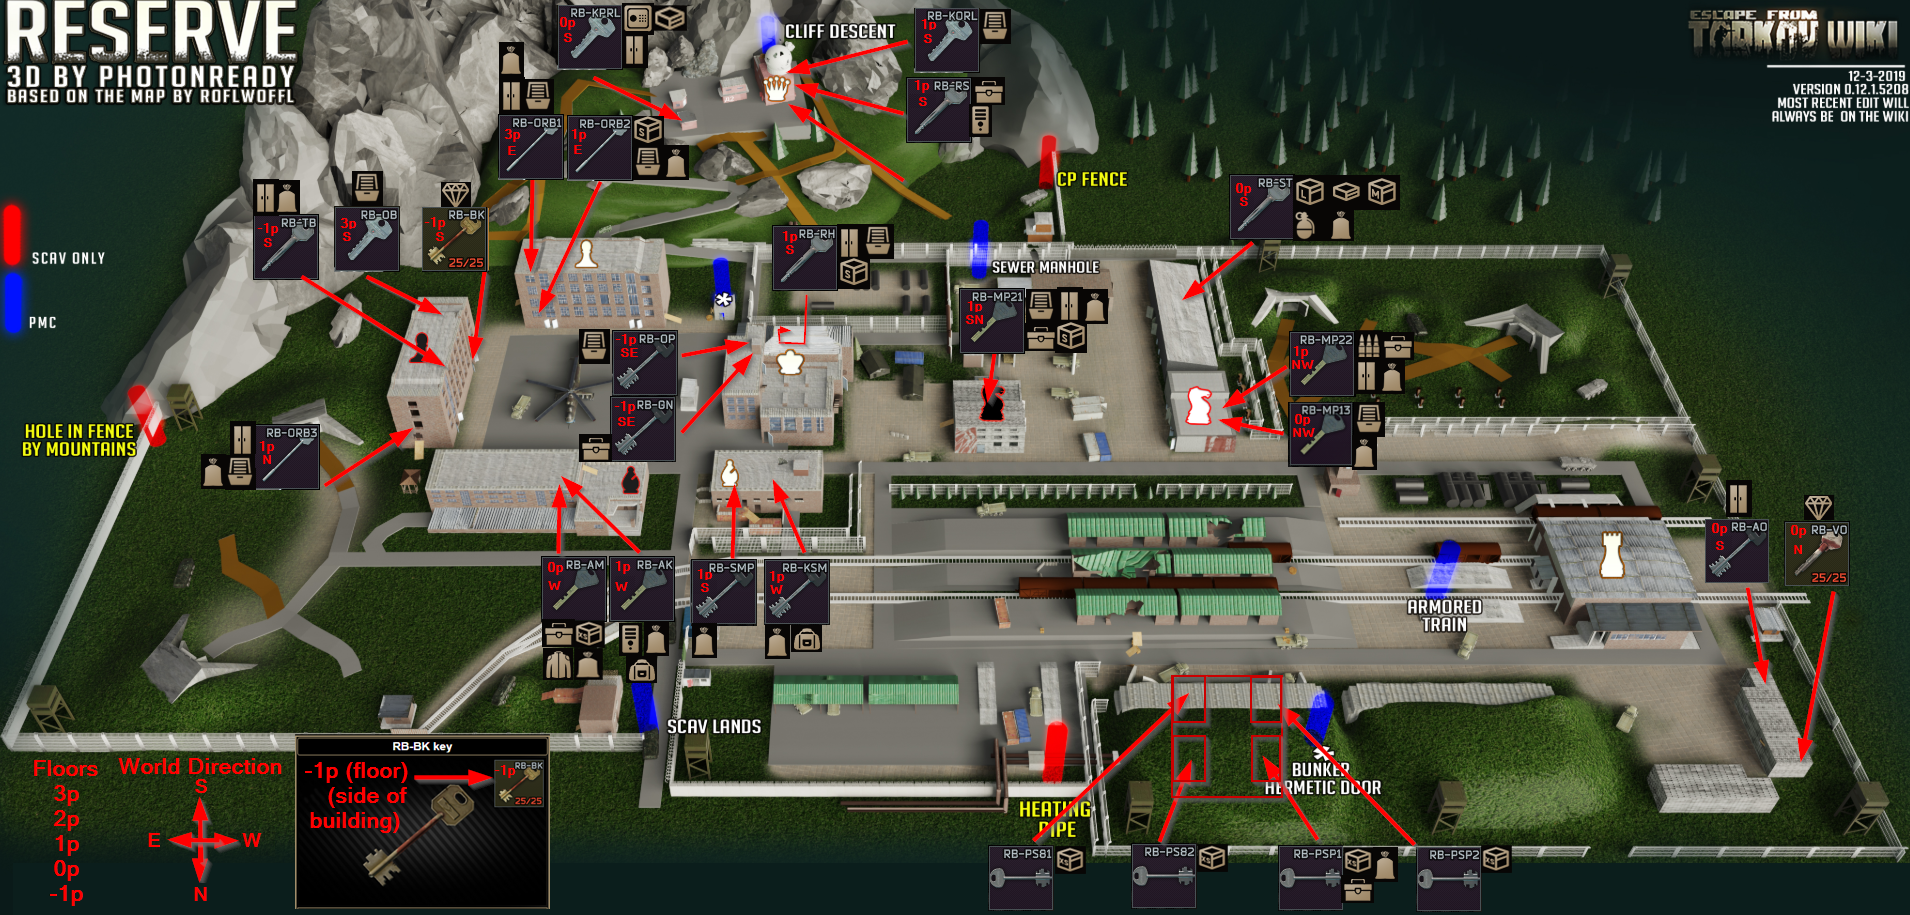 RESERVE
3D BY PHOTONREADY
BASED ON THE MAP BY ROFLWOFFL
ESCAPE FROM
TARKOV WIKI
12-3-2019
VERSION 0.12.1.5208
MOST RECENT EDIT WILL
ALWAYS BE ON THE WIKI
SCAV ONLY
PMC
RB-KPRL
0p
S
CLIFF DESCENT
RB-KORL
1p
S
RB-RS
1p
S
RB-ORB1
3p
E
RB-ORB2
1p
E
CP FENCE
RB-ST
0p
S
RB-TB
-1p
S
RB-OB
3p
S
RB-BK
-1p
S
25/25
RB-RH
1p
S
SEWER MANHOLE
RB-MP21
1p
SN
RB-OP
-1p
SE
RB-GN
-1p
SE
RB-MP22
1p
NW
RB-MP13
0p
NW
HOLE IN FENCE
BY MOUNTAINS
RB-ORB3
1p
N
RB-AO
0p
S
RB-VO
0p
N
25/25
RB-AM
0p
W
RB-AK
1p
W
RB-SMP
1p
S
RB-KSM
1p
W
ARMORED
TRAIN
SCAV LANDS
BUNKER
HERMETIC DOOR
HEATING
PIPE
Floors
3p
2p
1p
0p
-1p
World Direction
S
E
W
N
RB-BK key
-1p (floor)
(side of
building)
-1p
RB-BK
25/25
RB-PS81
RB-PS82
RB-PSP1
RB-PSP2